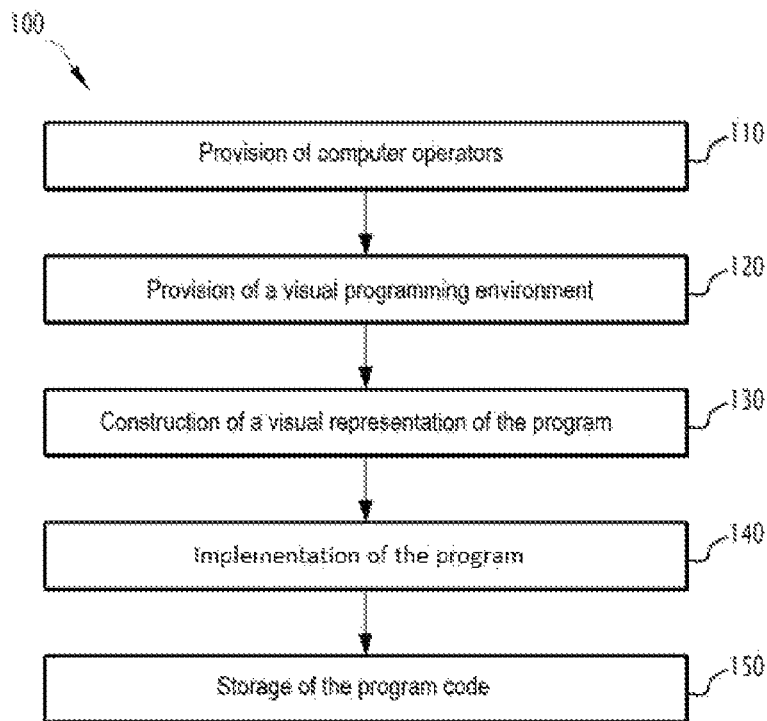 100
Provision of computer operators
110
Provision of a visual programming environment
120
Construction of a visual representation of the program
130
Implementation of the program
140
Storage of the program code
150